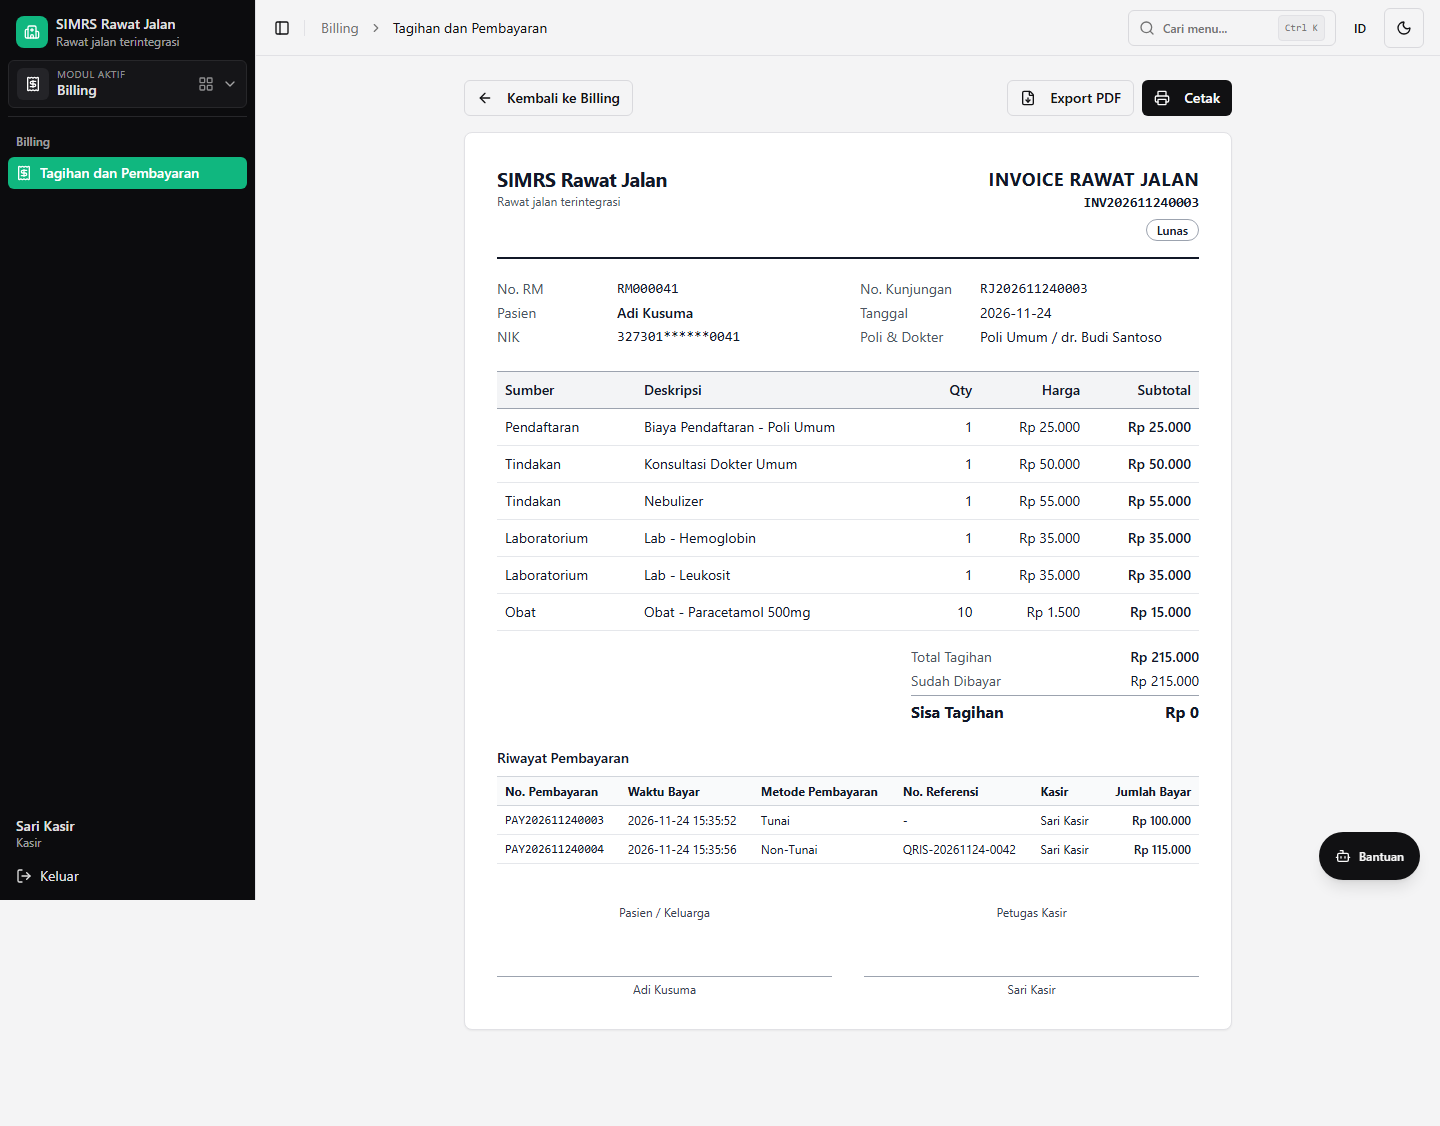 SIMRS Rawat Jalan
Rawat jalan terintegrasi
MODUL AKTIF
Billing
Billing
Tagihan dan Pembayaran
Sari Kasir
Kasir
Keluar
Billing > Tagihan dan Pembayaran
Cari menu... Ctrl K
ID
Kembali ke Billing
Export PDF
Cetak
SIMRS Rawat Jalan
Rawat jalan terintegrasi
INVOICE RAWAT JALAN
INV202611240003
Lunas
No. RM RM000041 No. Kunjungan RJ202611240003
Pasien Adi Kusuma Tanggal 2026-11-24
NIK 327301******0041 Poli & Dokter Poli Umum / dr. Budi Santoso
Sumber Deskripsi Qty Harga Subtotal
Pendaftaran Biaya Pendaftaran - Poli Umum 1 Rp 25.000 Rp 25.000
Tindakan Konsultasi Dokter Umum 1 Rp 50.000 Rp 50.000
Tindakan Nebulizer 1 Rp 55.000 Rp 55.000
Laboratorium Lab - Hemoglobin 1 Rp 35.000 Rp 35.000
Laboratorium Lab - Leukosit 1 Rp 35.000 Rp 35.000
Obat Obat - Paracetamol 500mg 10 Rp 1.500 Rp 15.000
Total Tagihan Rp 215.000
Sudah Dibayar Rp 215.000
Sisa Tagihan Rp 0
Riwayat Pembayaran
No. Pembayaran Waktu Bayar Metode Pembayaran No. Referensi Kasir Jumlah Bayar
PAY202611240003 2026-11-24 15:35:52 Tunai - Sari Kasir Rp 100.000
PAY202611240004 2026-11-24 15:35:56 Non-Tunai QRIS-20261124-0042 Sari Kasir Rp 115.000
Pasien / Keluarga Petugas Kasir
Adi Kusuma Sari Kasir
Bantuan